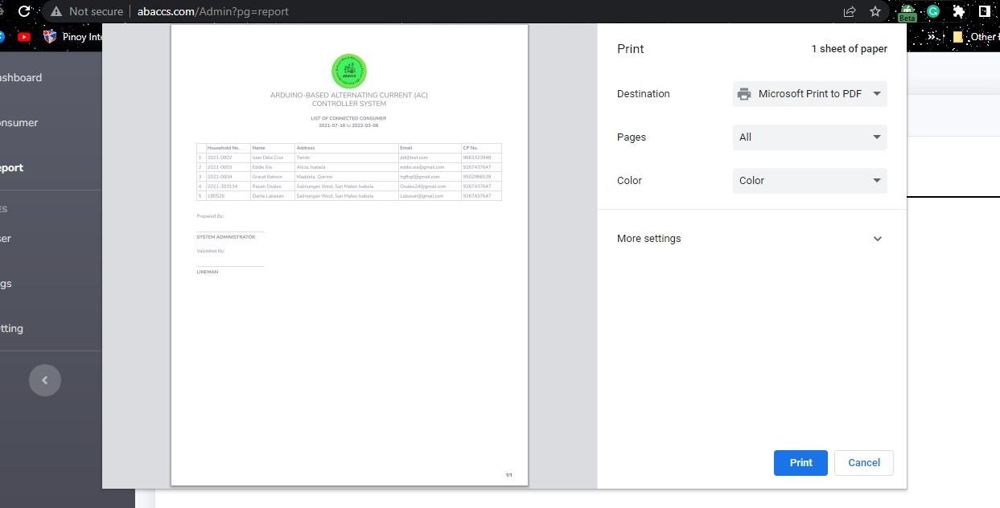 Not secure abaccs.com/Admin?pg=report
Beta
Pinoy Inte
Other
ashboard
onsumer
eport
ES
ser
gs
tting
ABACCS
ARDUINO-BASED ALTERNATING CURRENT (AC)
CONTROLLER SYSTEM
LIST OF CONNECTED CONSUMER
2021-07-16 to 2022-03-08
Household No. Name Address Email CP No.
1 2021-0002 Juan Dela Cruz Tondo jtd@test.com 9663323948
2 2021-0003 Eddie Xia Alicia, Isabela eddie.xia@gmail.com 9267437647
3 2021-0004 Gravat Batson Maddela, Quirino hgfhgf@gmail.com 9502986539
4 2021-203134 Ravan Oxales Salinungan West, San Mateo Isabela. Oxales24@gmail.com 9267437647
5 180526 Dante Labasan Salinungan West, San Mateo Isabela Labasan@gmail.com 9267437647
Prepared By:
SYSTEM ADMINISTRATOR
Validated By:
LINEMAN
1/1
Print 1 sheet of paper
Destination Microsoft Print to PDF
Pages All
Color Color
More settings
Print Cancel